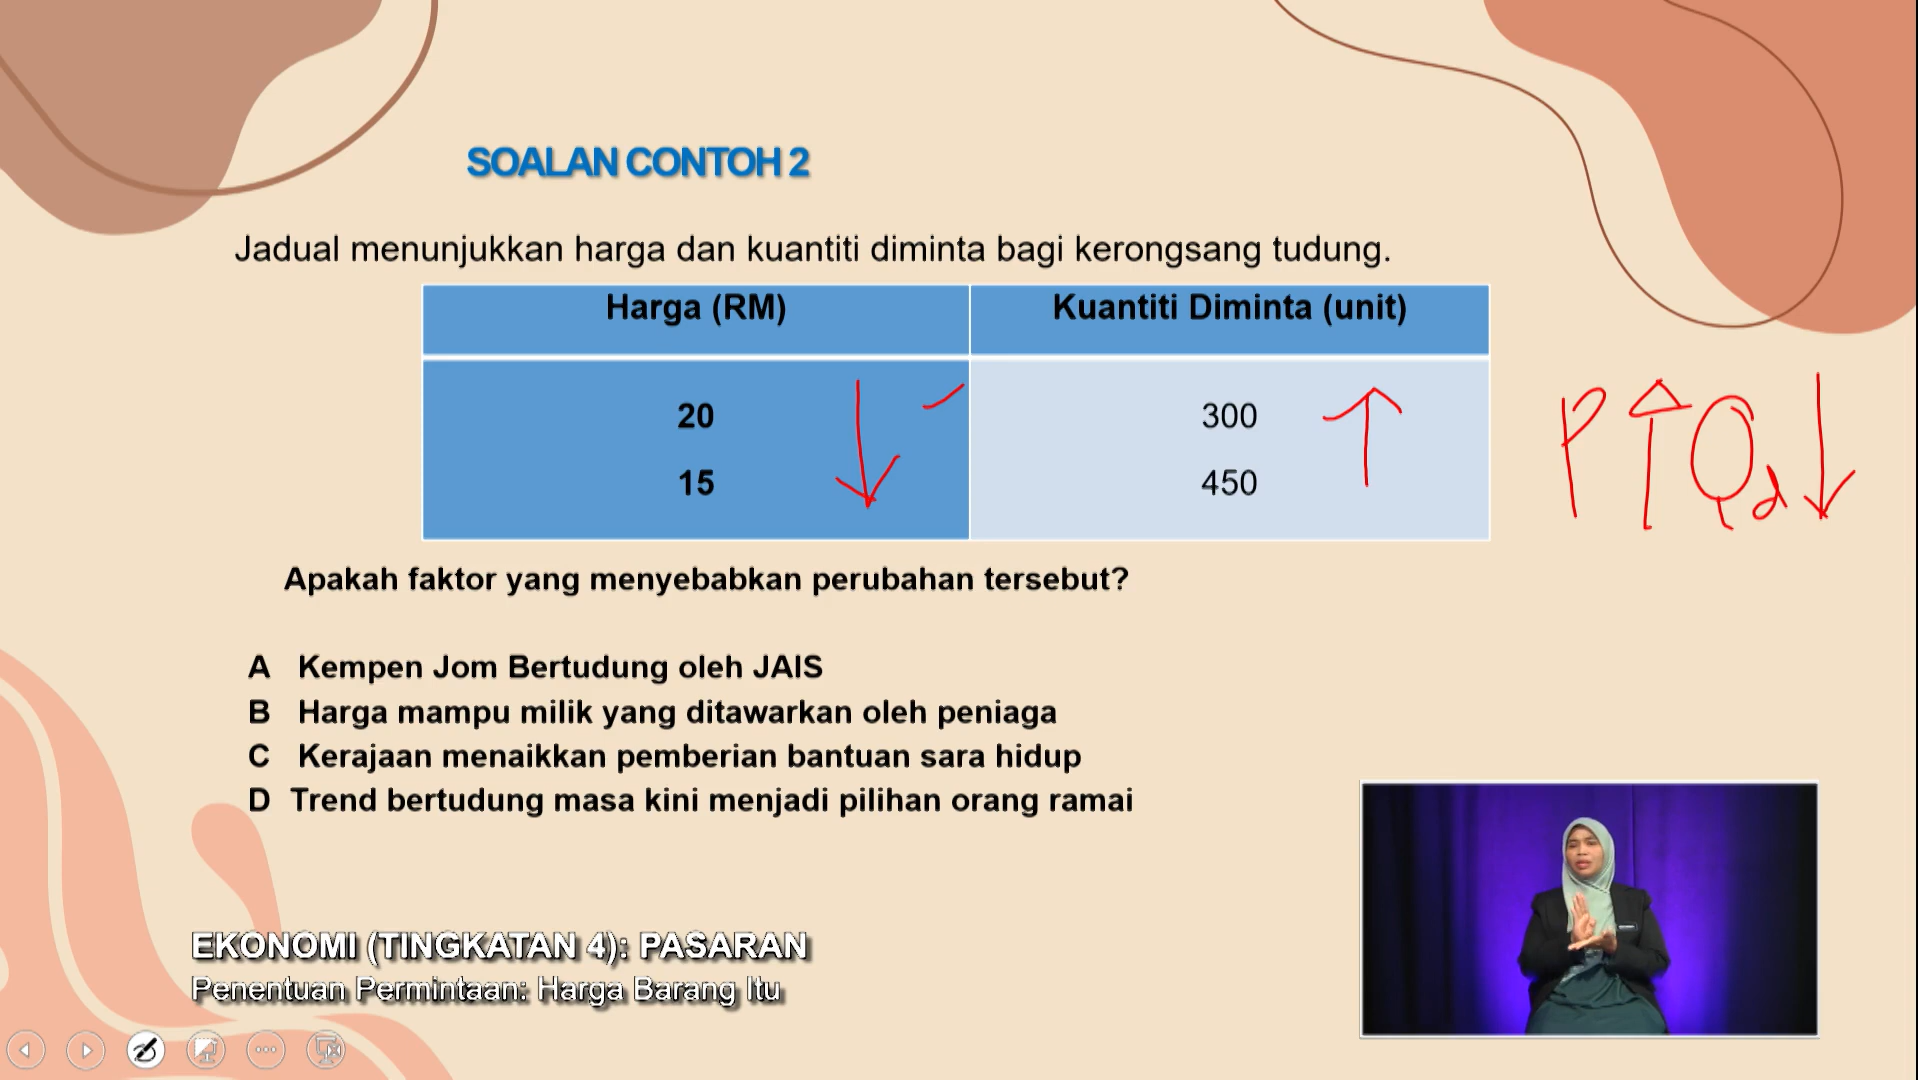 SOALAN CONTOH 2
Jadual menunjukkan harga dan kuantiti diminta bagi kerongsang tudung.
Harga (RM) Kuantiti Diminta (unit)
20 300
15 450
P↑Qd↓
Apakah faktor yang menyebabkan perubahan tersebut?
A Kempen Jom Bertudung oleh JAIS
B Harga mampu milik yang ditawarkan oleh peniaga
C Kerajaan menaikkan pemberian bantuan sara hidup
D Trend bertudung masa kini menjadi pilihan orang ramai
EKONOMI (TINGKATAN 4): PASARAN
Penentuan Permintaan: Harga Barang Itu